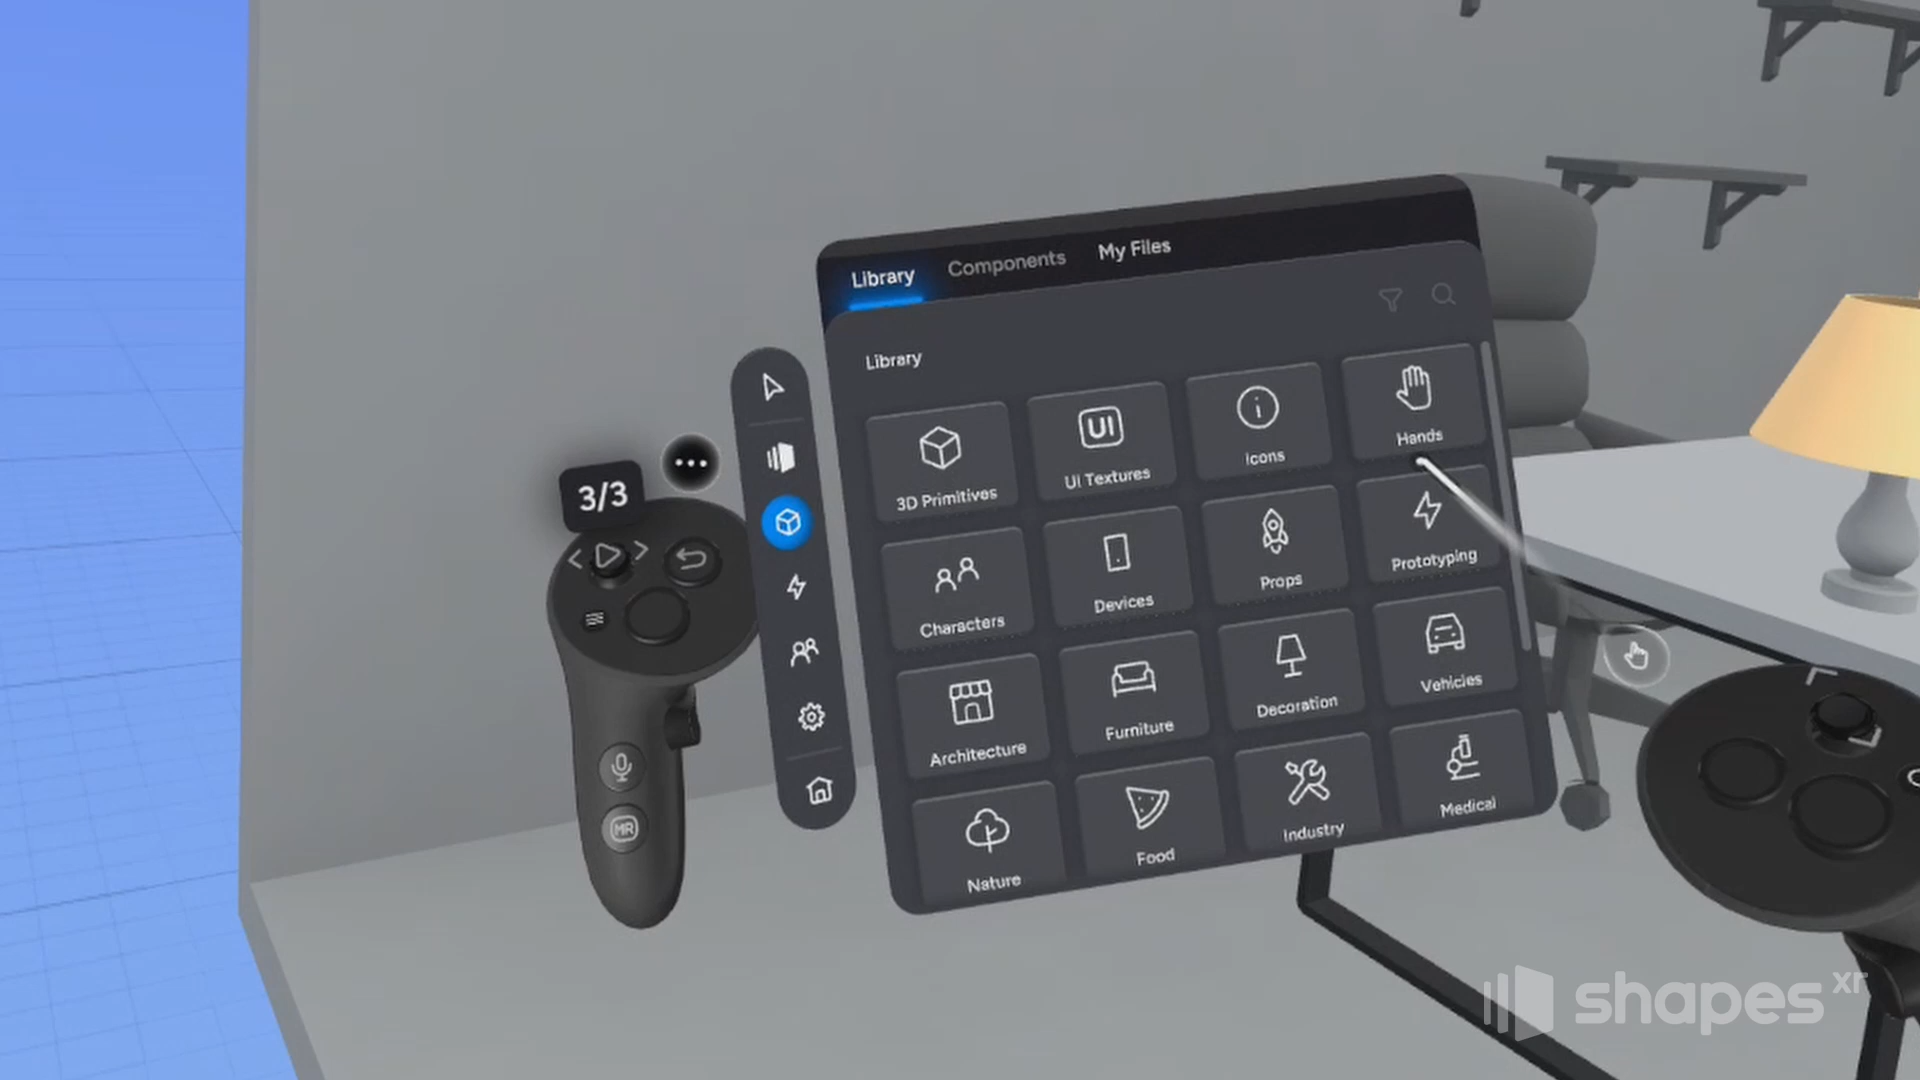 Library Components My Files
Library
3D Primitives
UI
UI Textures
Icons
Hands
Characters
Devices
Props
Prototyping
Architecture
Furniture
Decoration
Vehicles
Nature
Food
Industry
Medical
3/3
MR
shapes xr